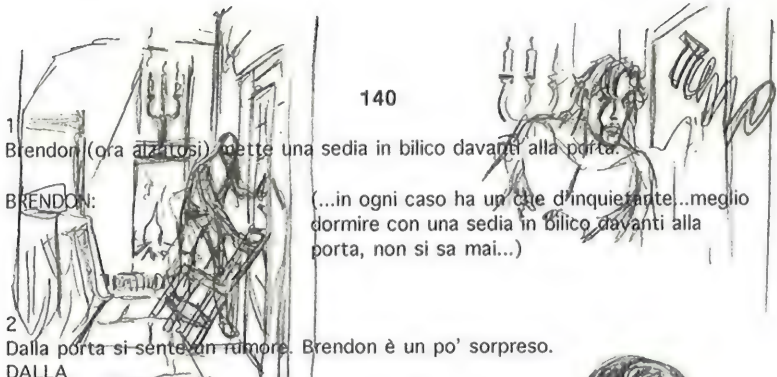 140
1
Brendon (ora alzatosi) mette una sedia in bilico davanti alla porta.
BRENDON: (...in ogni caso ha un che d'inquietante...meglio
dormire con una sedia in bilico davanti alla
porta, non si sa mai...)
2
Dalla porta si sente un rumore. Brendon è un po' sorpreso.
DALLA